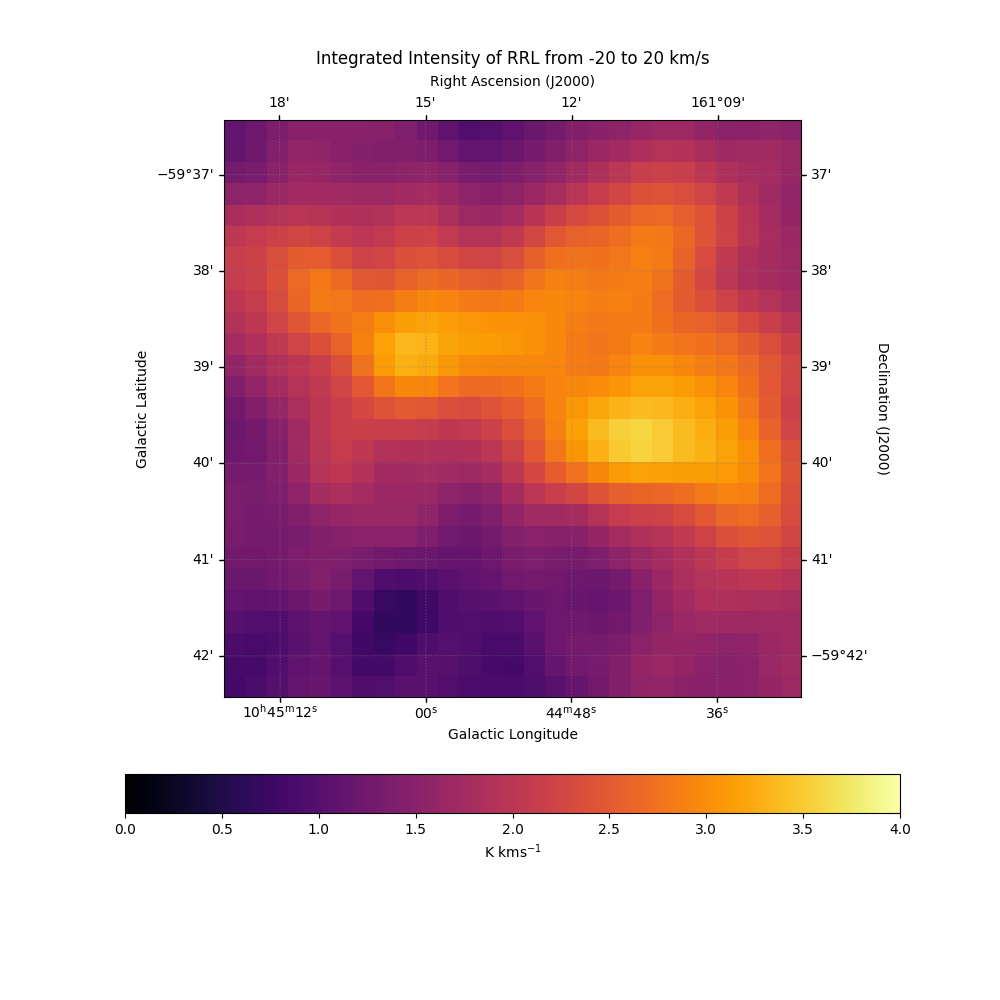 Integrated Intensity of RRL from -20 to 20 km/s
Right Ascension (J2000)
18' 15' 12' 161°09'
−59°37' 37'
38' 38'
39' 39'
Galactic Latitude
Declination (J2000)
40' 40'
41' 41'
42' −59°42'
10ʰ45ᵐ12ˢ 00ˢ 44ᵐ48ˢ 36ˢ
Galactic Longitude
0.0 0.5 1.0 1.5 2.0 2.5 3.0 3.5 4.0
K kms⁻¹